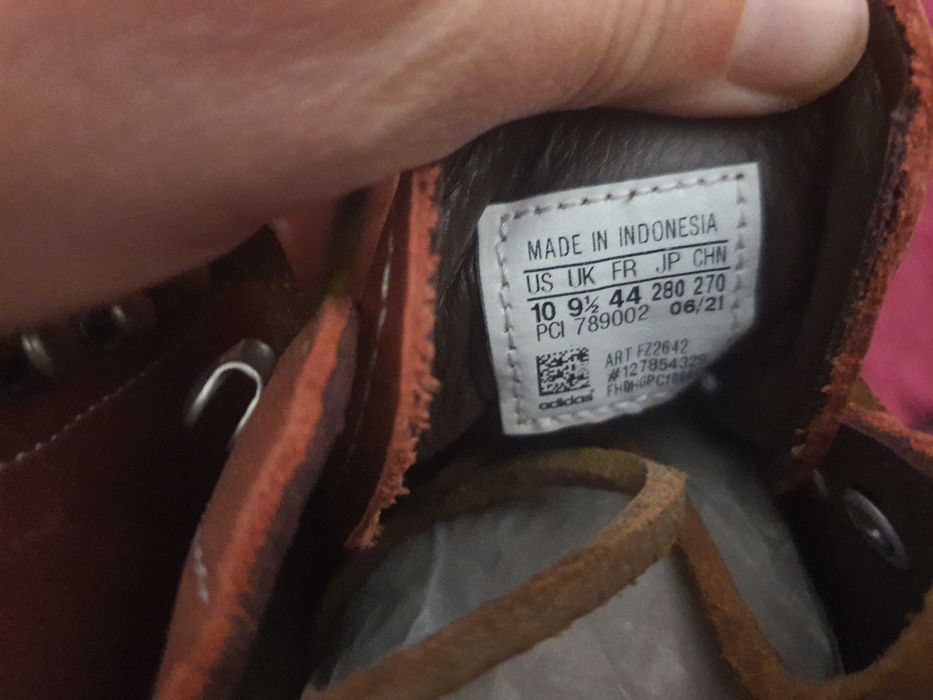 MADE IN INDONESIA
US UK FR JP CHN
10 9½ 44 280 270
PCI 789002 06/21
ART FZ2642
#127854329
adidas